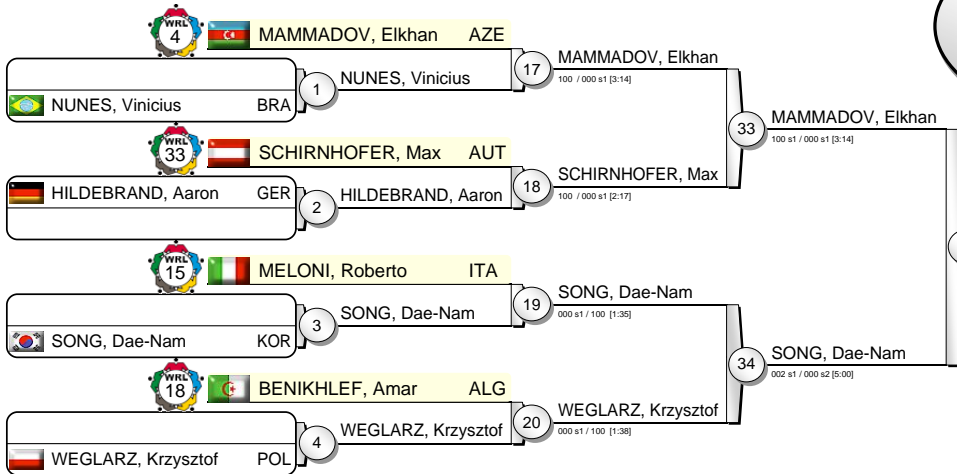 WRL
4
MAMMADOV, Elkhan AZE
NUNES, Vinicius BRA
1
NUNES, Vinicius
17
MAMMADOV, Elkhan
100 / 000 s1 [3:14]
WRL
33
SCHIRNHOFER, Max AUT
HILDEBRAND, Aaron GER
2
HILDEBRAND, Aaron
18
SCHIRNHOFER, Max
100 / 000 s1 [2:17]
33
MAMMADOV, Elkhan
100 s1 / 000 s1 [3:14]
WRL
15
MELONI, Roberto ITA
SONG, Dae-Nam KOR
3
SONG, Dae-Nam
19
SONG, Dae-Nam
000 s1 / 100 [1:35]
WRL
18
BENIKHLEF, Amar ALG
WEGLARZ, Krzysztof POL
4
WEGLARZ, Krzysztof
20
WEGLARZ, Krzysztof
000 s1 / 100 [1:38]
34
SONG, Dae-Nam
002 s1 / 000 s2 [5:00]